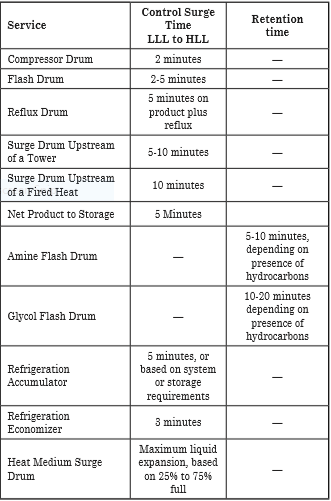 Service
Control Surge
Time
LLL to HLL
Retention
time
Compressor Drum
2 minutes
—
Flash Drum
2-5 minutes
—
Reflux Drum
5 minutes on
product plus
reflux
—
Surge Drum Upstream
of a Tower
5-10 minutes
—
Surge Drum Upstream
of a Fired Heat
10 minutes
—
Net Product to Storage
5 Minutes
Amine Flash Drum
—
5-10 minutes,
depending on
presence of
hydrocarbons
Glycol Flash Drum
—
10-20 minutes
depending on
presence of
hydrocarbons
Refrigeration
Accumulator
5 minutes, or
based on system
or storage
requirements
—
Refrigeration
Economizer
3 minutes
—
Heat Medium Surge
Drum
Maximum liquid
expansion, based
on 25% to 75%
full
—